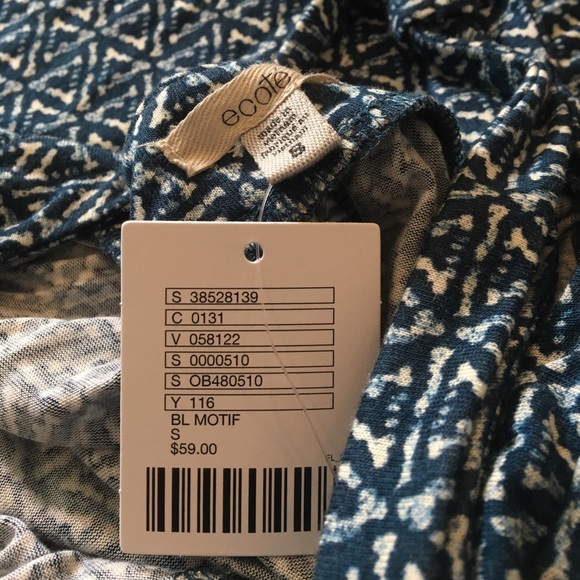 ecote
S
S 38528139
C 0131
V 058122
S 0000510
S OB480510
Y 116
BL MOTIF
S
$59.00